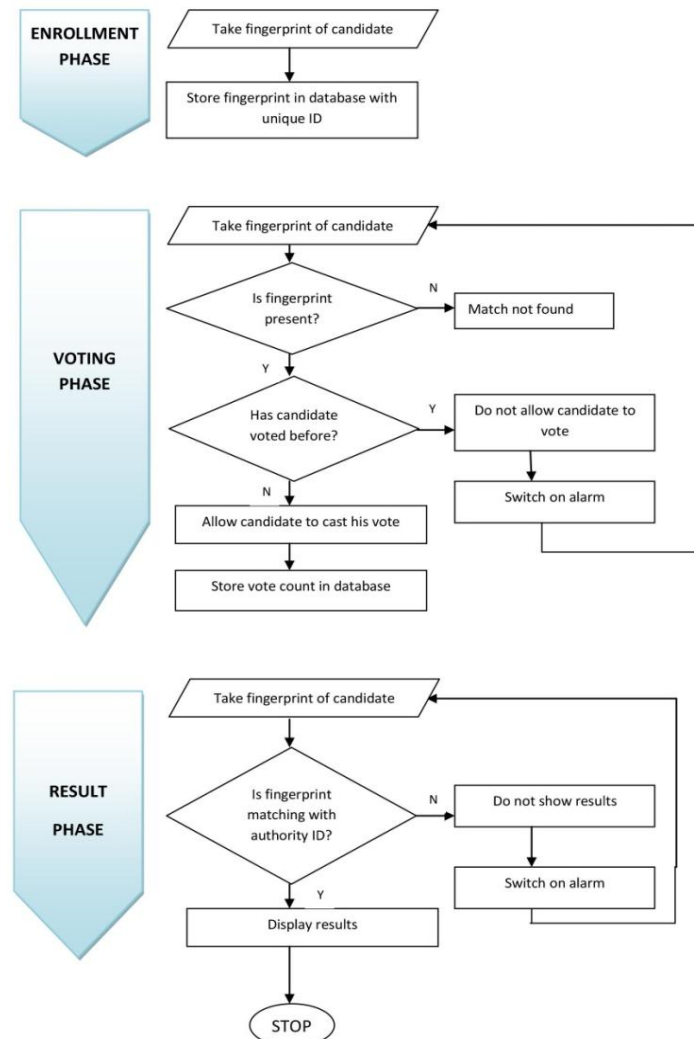 ENROLLMENT
PHASE
Take fingerprint of candidate
Store fingerprint in database with
unique ID
VOTING
PHASE
Take fingerprint of candidate
Is fingerprint
present?
N
Match not found
Y
Has candidate
voted before?
Y
Do not allow candidate to
vote
Switch on alarm
N
Allow candidate to cast his vote
Store vote count in database
RESULT
PHASE
Take fingerprint of candidate
Is fingerprint
matching with
authority ID?
N
Do not show results
Switch on alarm
Y
Display results
STOP